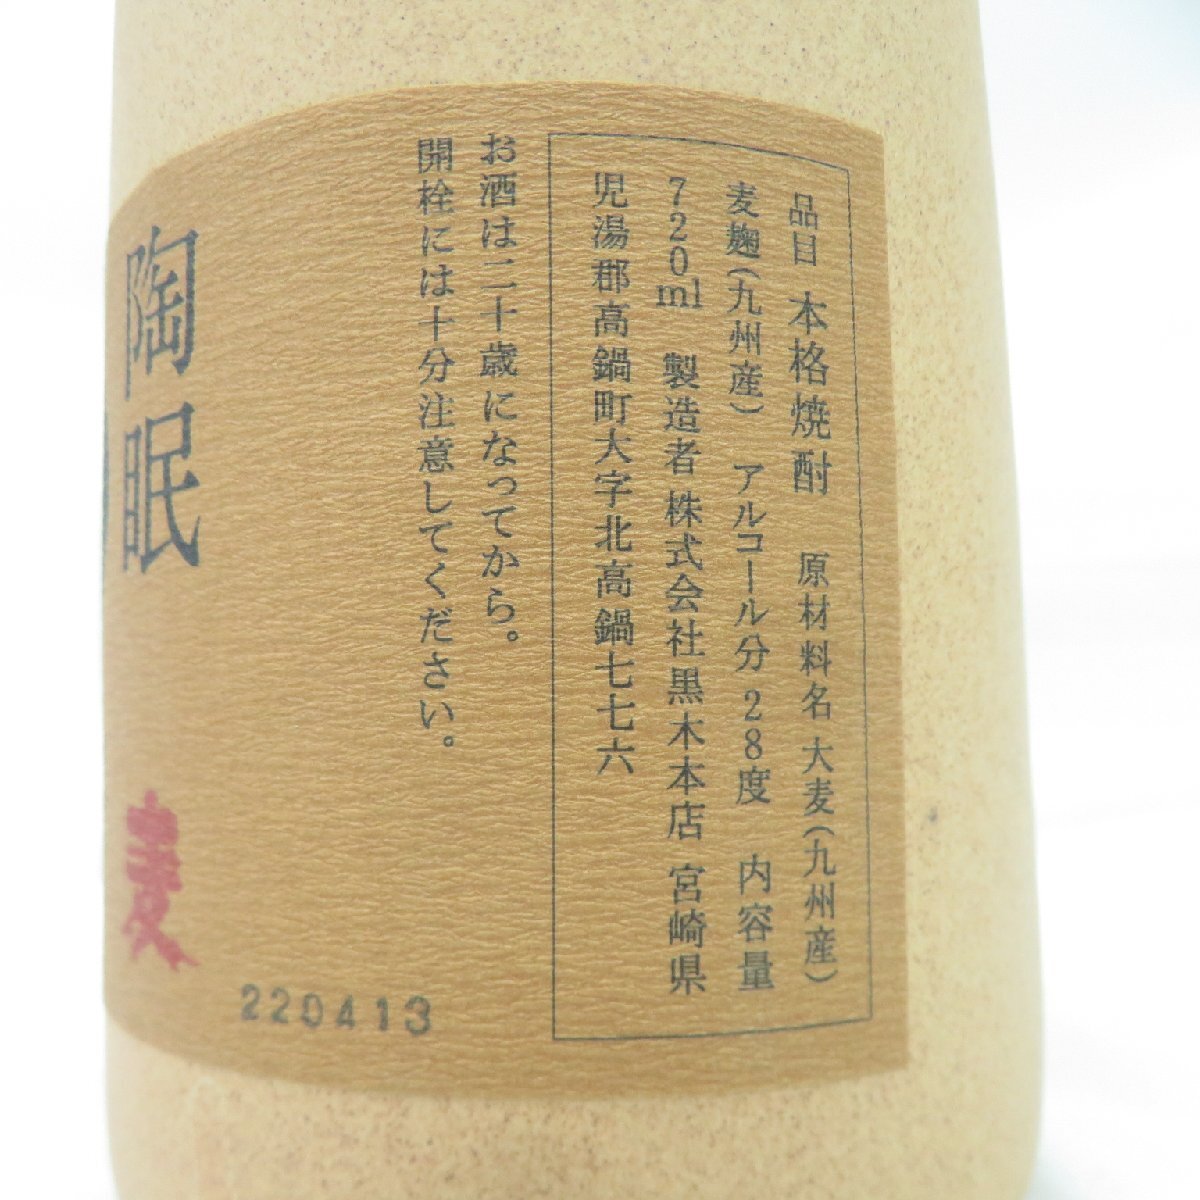 品目 本格焼酎 原材料名 大麦(九州産)
麦麹(九州産) アルコール分 28度 内容量
720ml 製造者 株式会社黒木本店 宮崎県
児湯郡高鍋町大字北高鍋七七六
お酒は二十歳になってから。
開栓には十分注意してください。
陶眠
麦
220413